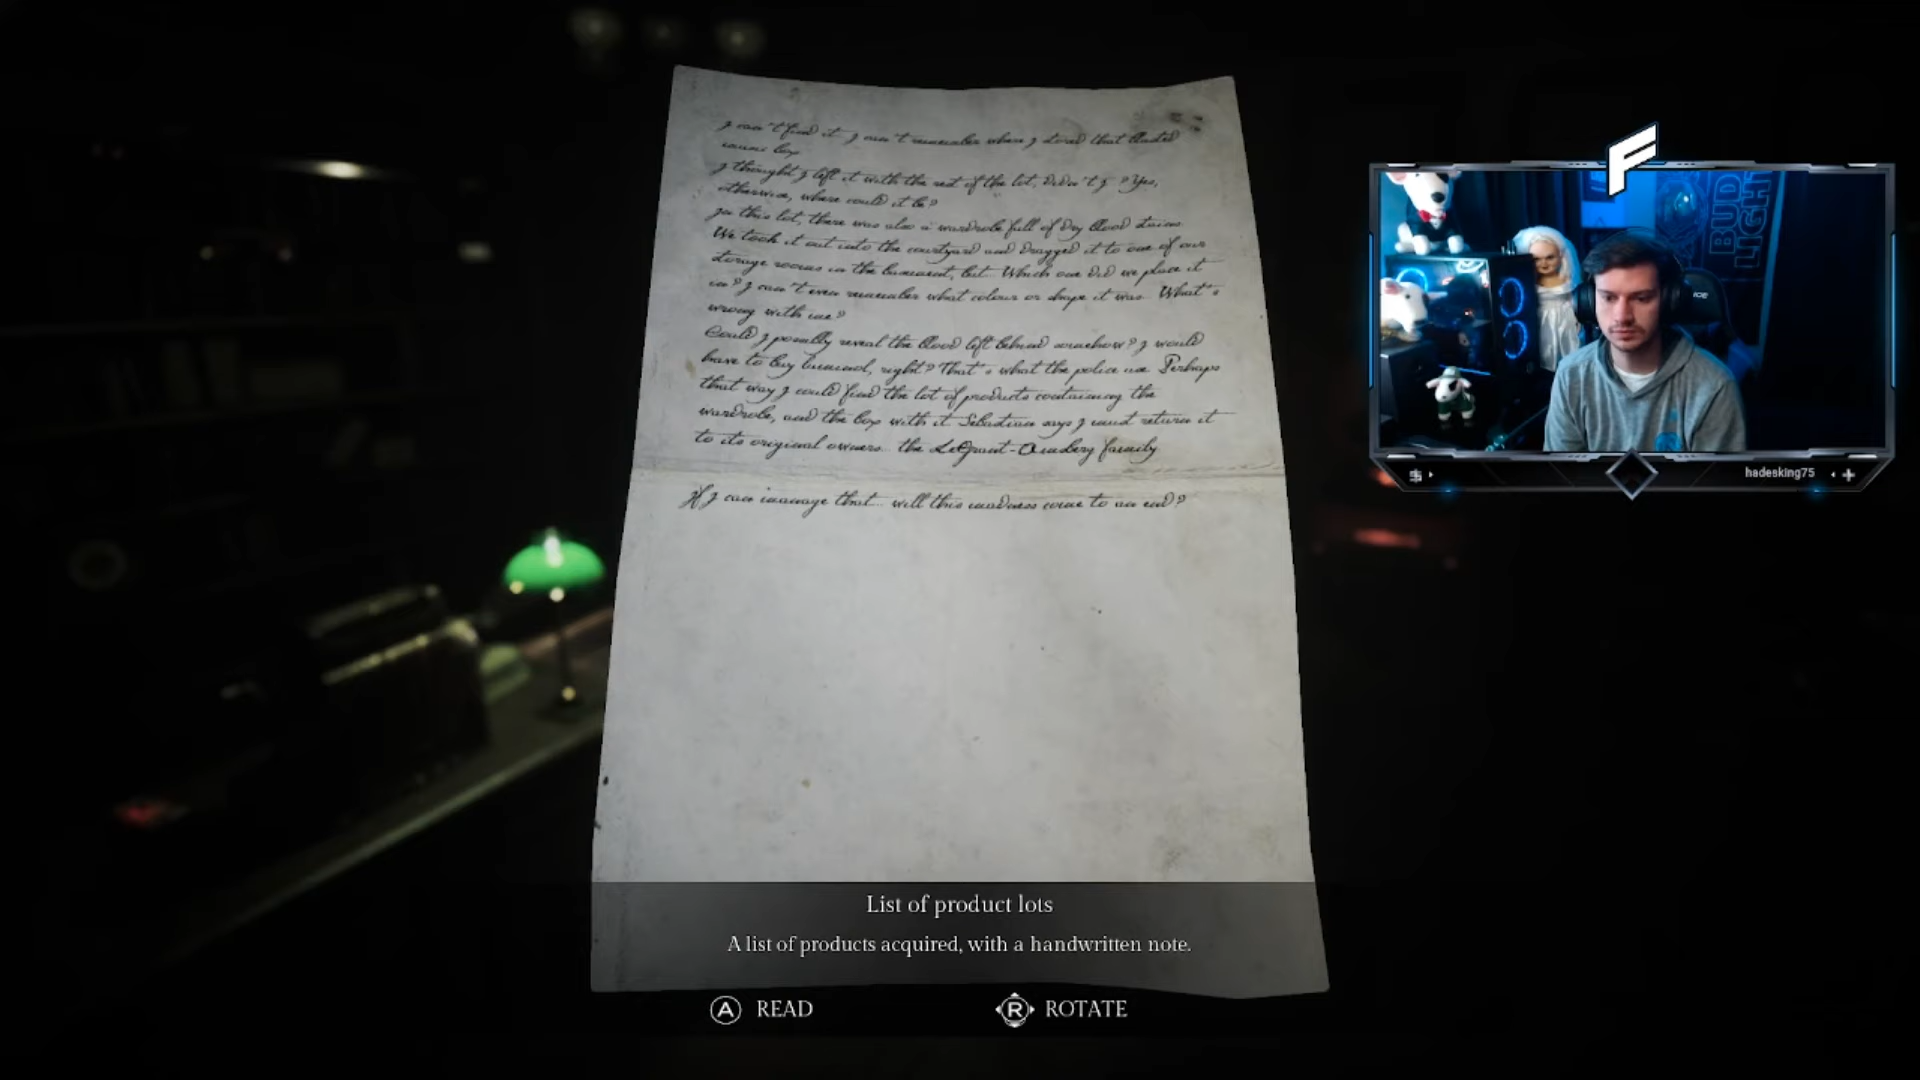 I can't find it. I can't remember where I stored that blasted
music box.
I thought I left it with the rest of the lot, didn't I? Yes,
otherwise, where could it be?
In this lot, there was also a wardrobe full of dry blood stains.
We took it out into the courtyard and dragged it to one of our
storage rooms in the basement, but... Which one did we place it
in? I can't even remember what colour or shape it was... What's
wrong with me?
Could I possibly reveal the blood left behind somehow? I would
have to buy luminol, right? That's what the police use. Perhaps
that way I could find the lot of products containing the
wardrobe, and the box with it. Sebastian says I must return it
to its original owners... the LeGrant-Ambery family
If I can manage that... will this madness come to an end?
BUD
LIGHT
hadesking75
List of product lots
A list of products acquired, with a handwritten note.
A READ
R ROTATE